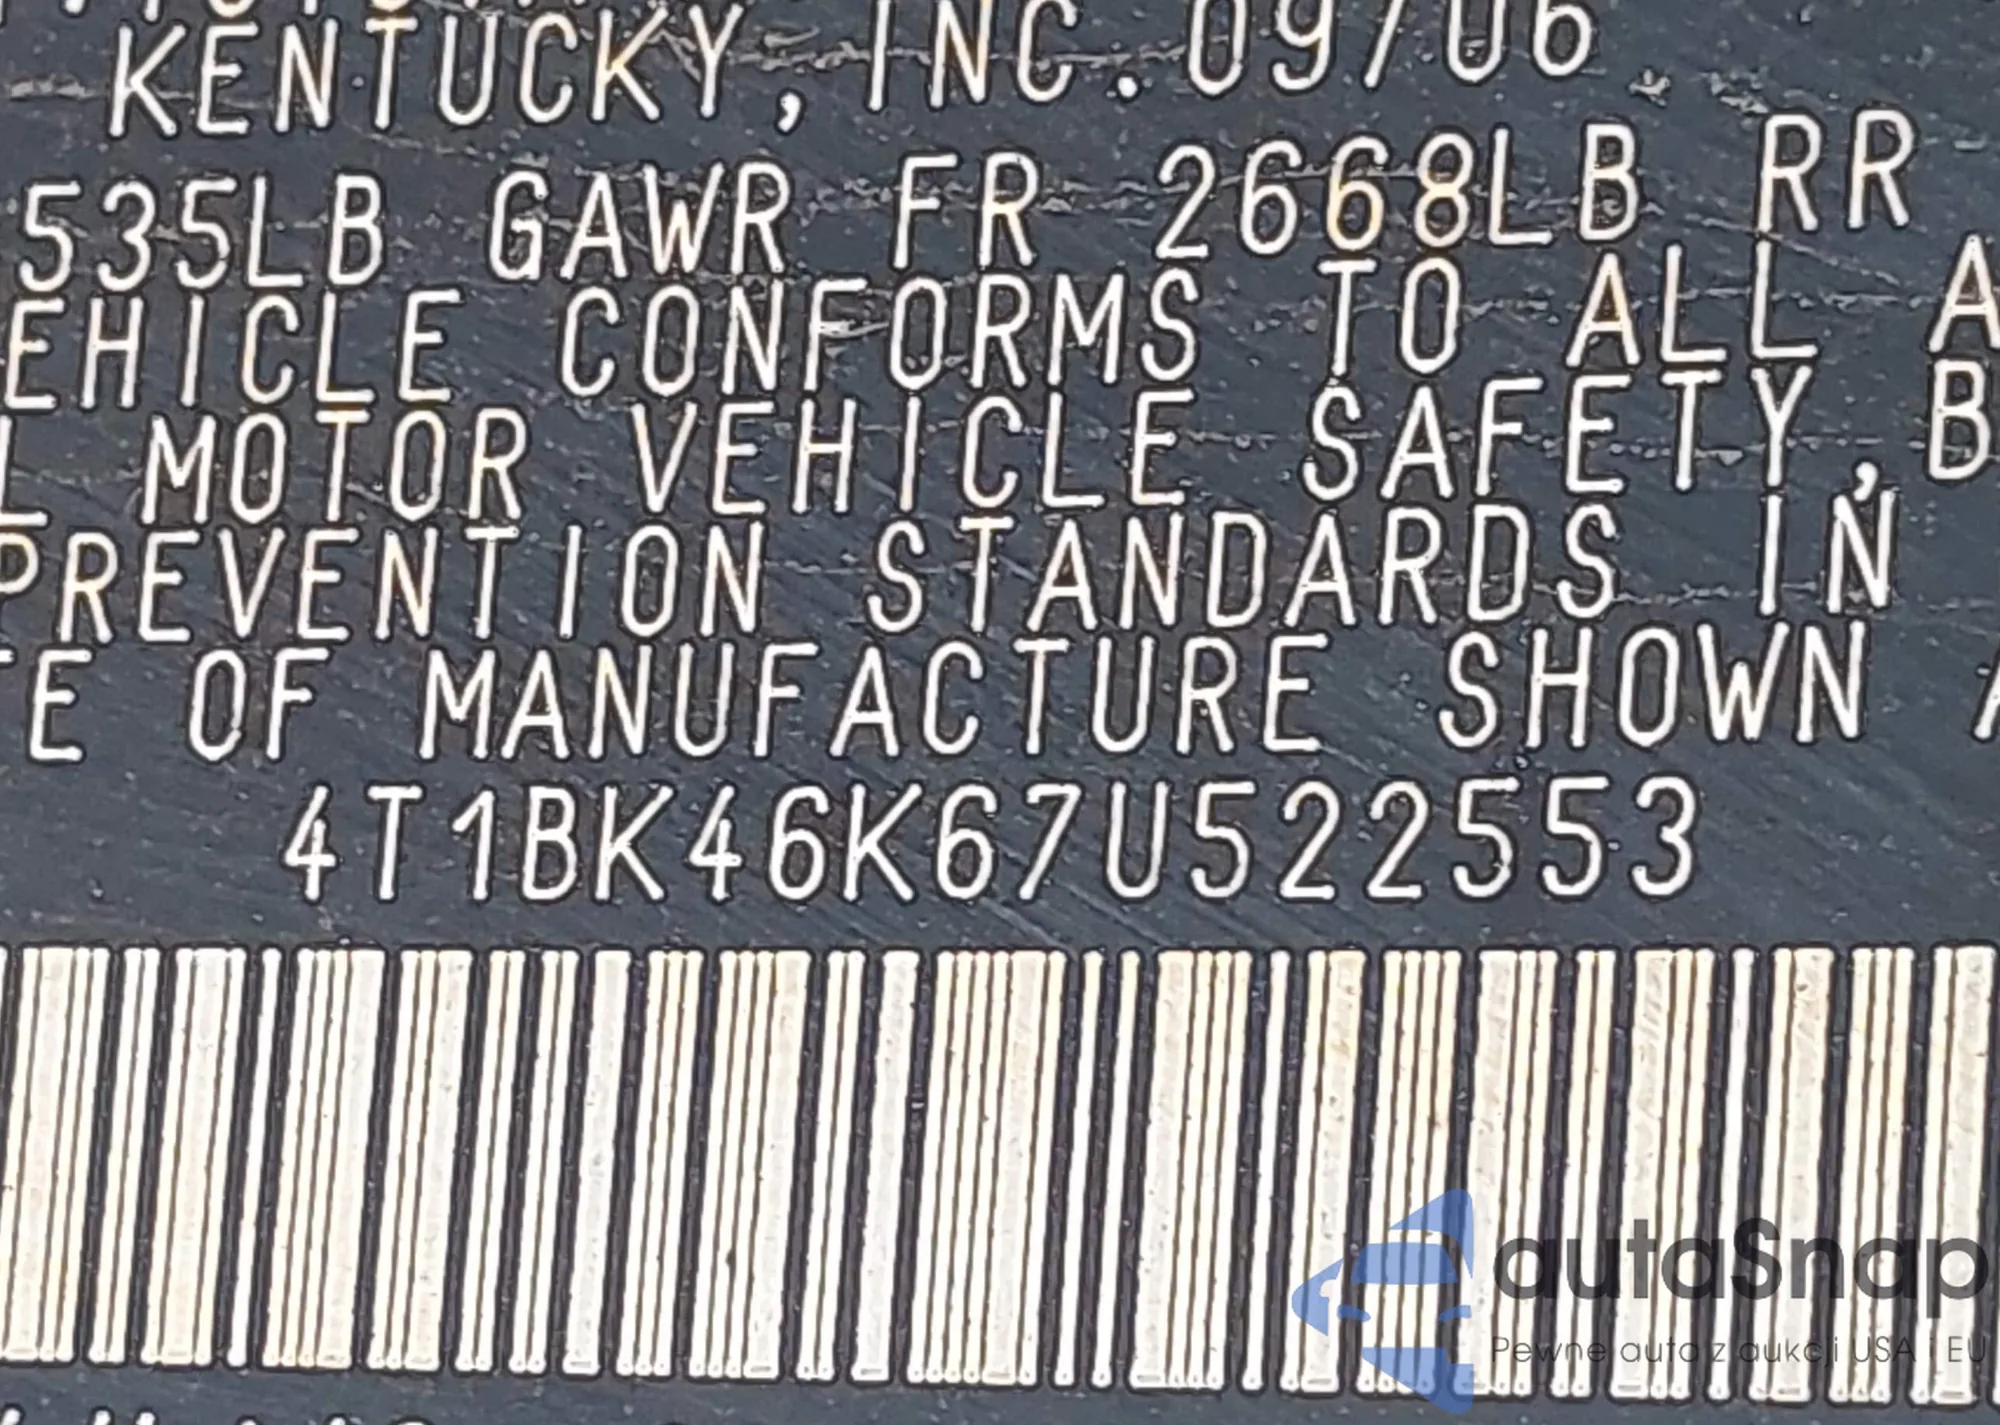 KENTUCKY, INC. 09/06
535LB GAWR FR 2668LB RR
EHICLE CONFORMS TO ALL A
L MOTOR VEHICLE SAFETY, B
PREVENTION STANDARDS IN
TE OF MANUFACTURE SHOWN A
4T1BK46K67U522553
autaSnap
Pewne auta z aukcji USA i EU